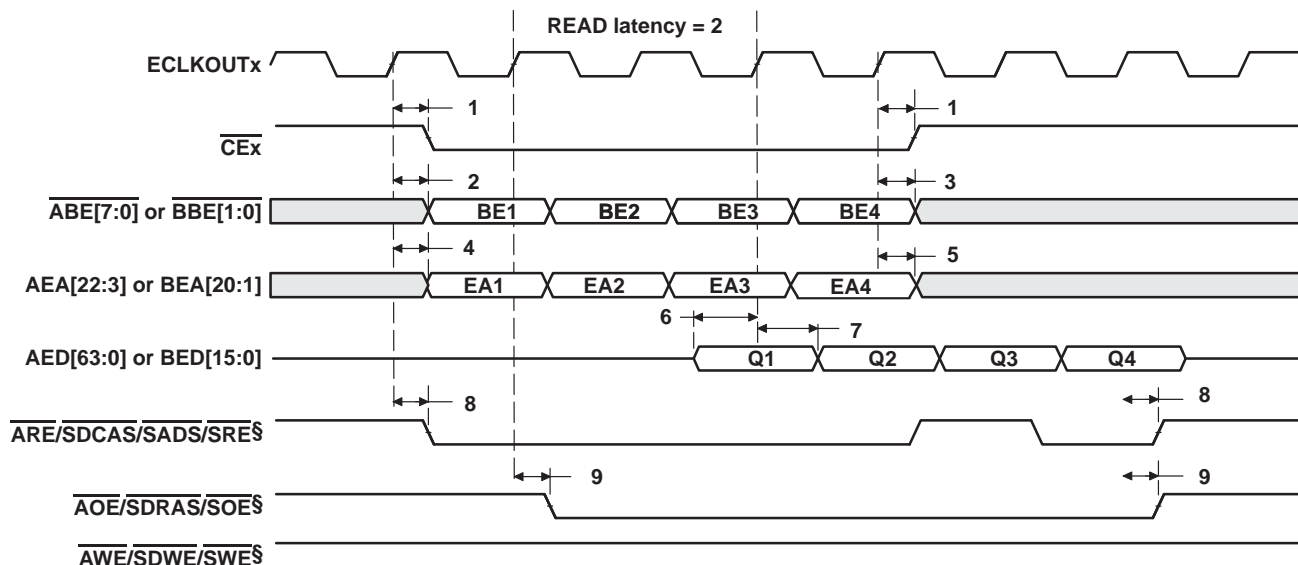 READ latency = 2
ECLKOUTx
1 1
CEx
2 3
ABE[7:0] or BBE[1:0] BE1 BE2 BE3 BE4
4 5
AEA[22:3] or BEA[20:1] EA1 EA2 EA3 EA4
6 7
AED[63:0] or BED[15:0] Q1 Q2 Q3 Q4
8 8
ARE/SDCAS/SADS/SRE§
9 9
AOE/SDRAS/SOE§
AWE/SDWE/SWE§